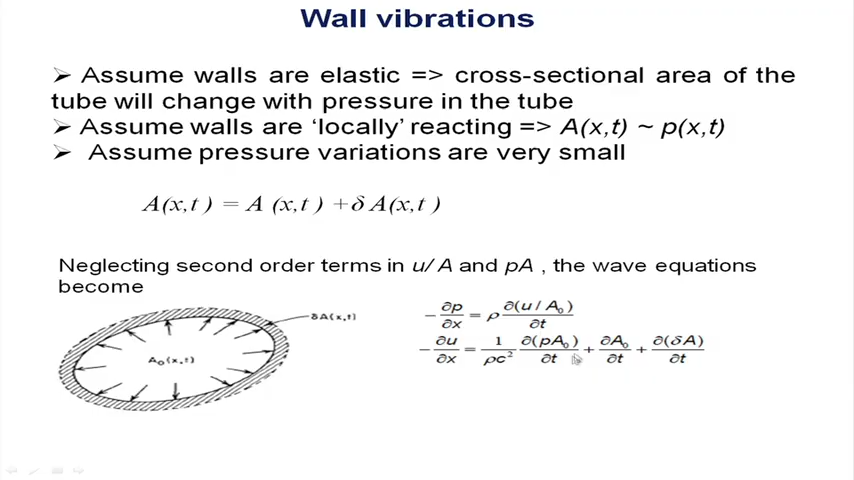 Wall vibrations
➢ Assume walls are elastic => cross-sectional area of the
tube will change with pressure in the tube
➢ Assume walls are 'locally' reacting => A(x,t) ~ p(x,t)
➢ Assume pressure variations are very small
A(x,t ) = A (x,t ) + δ A(x,t )
Neglecting second order terms in u/A and pA , the wave equations
become
δA(x,t)
A₀(x,t)
−∂p/∂x = ρ ∂(u / A₀)/∂t
−∂u/∂x = 1/ρc² ∂(pA₀)/∂t + ∂A₀/∂t + ∂(δA)/∂t